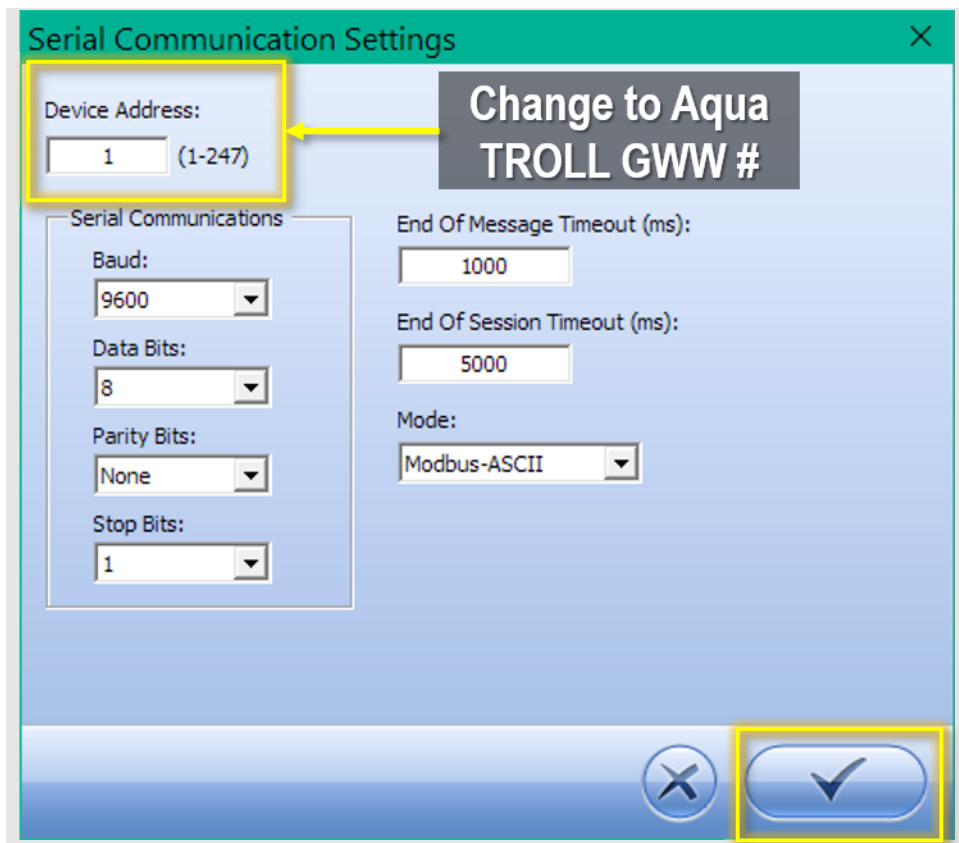 Serial Communication Settings
Device Address:
1 (1-247)
Change to Aqua
TROLL GWW #
Serial Communications
Baud:
9600
Data Bits:
8
Parity Bits:
None
Stop Bits:
1
End Of Message Timeout (ms):
1000
End Of Session Timeout (ms):
5000
Mode:
Modbus-ASCII